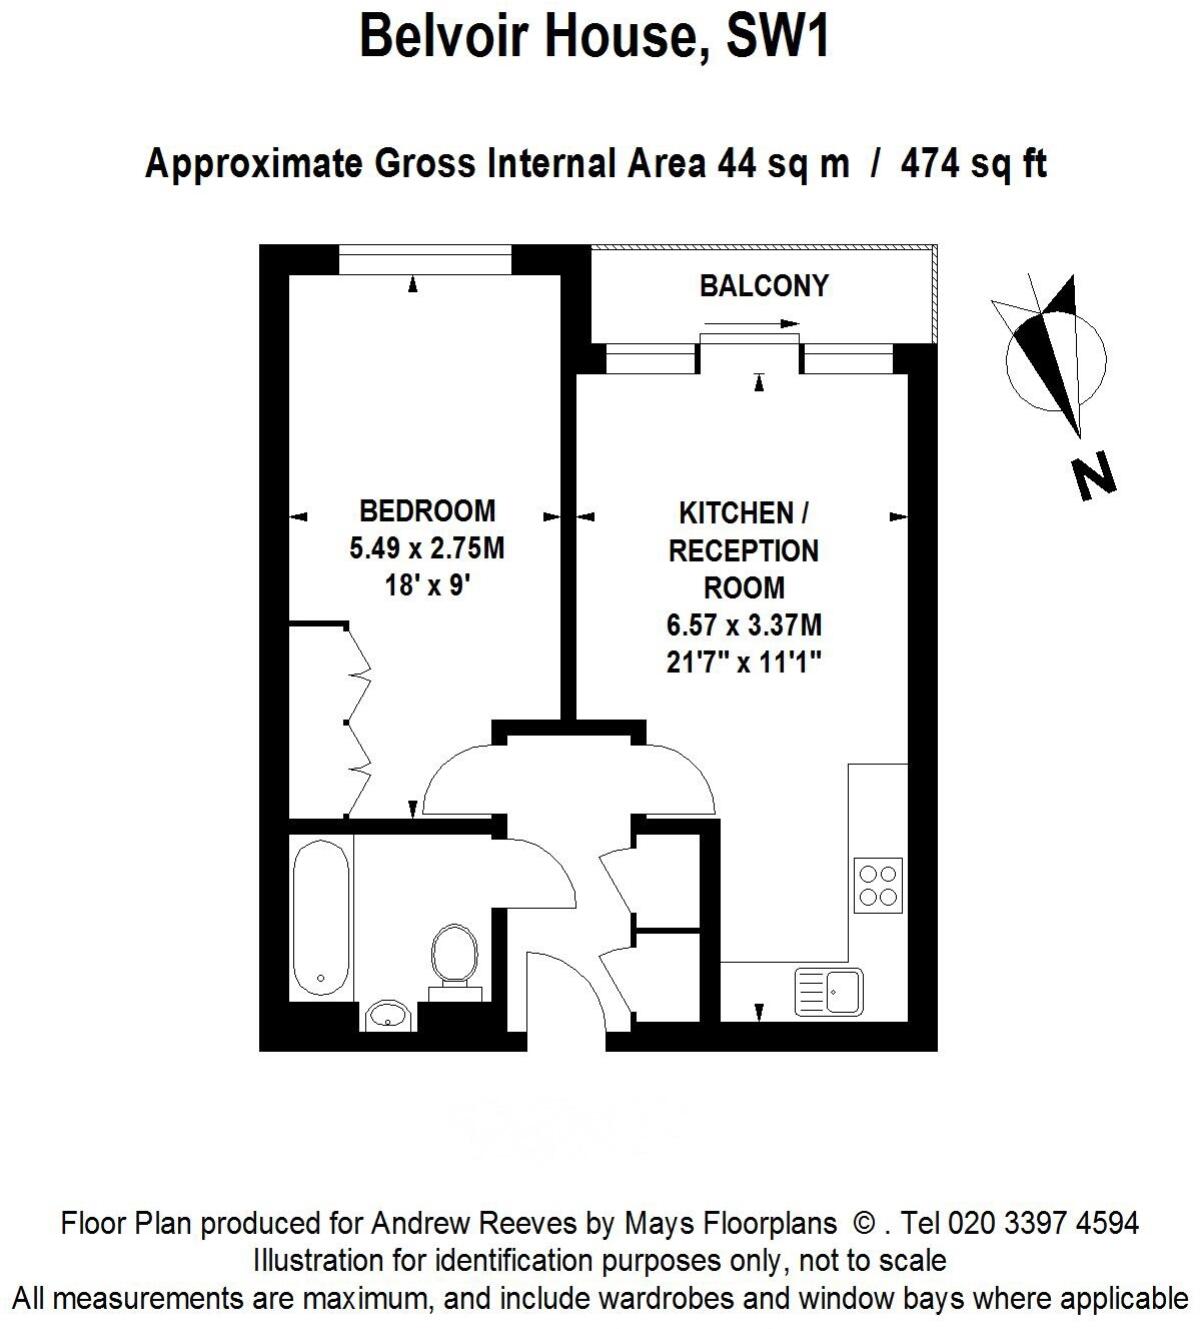 Belvoir House, SW1
Approximate Gross Internal Area 44 sq m / 474 sq ft
BALCONY
BEDROOM
5.49 x 2.75M
18' x 9'
KITCHEN /
RECEPTION
ROOM
6.57 x 3.37M
21'7" x 11'1"
N
Floor Plan produced for Andrew Reeves by Mays Floorplans © . Tel 020 3397 4594
Illustration for identification purposes only, not to scale
All measurements are maximum, and include wardrobes and window bays where applicable